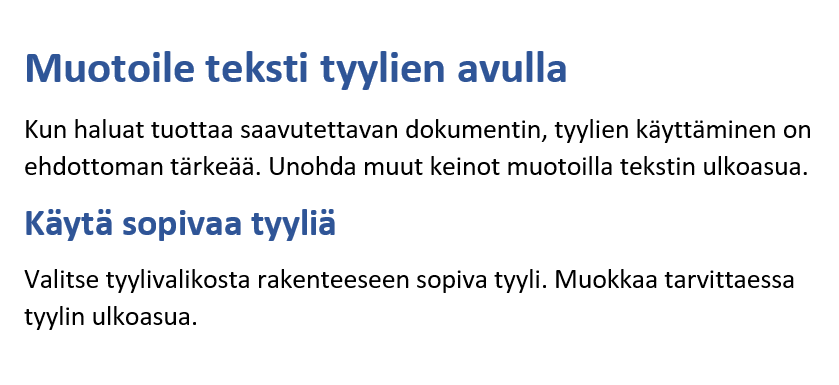 Muotoile teksti tyylien avulla
Kun haluat tuottaa saavutettavan dokumentin, tyylien käyttäminen on
ehdottoman tärkeää. Unohda muut keinot muotoilla tekstin ulkoasua.
Käytä sopivaa tyyliä
Valitse tyylivalikosta rakenteeseen sopiva tyyli. Muokkaa tarvittaessa
tyylin ulkoasua.